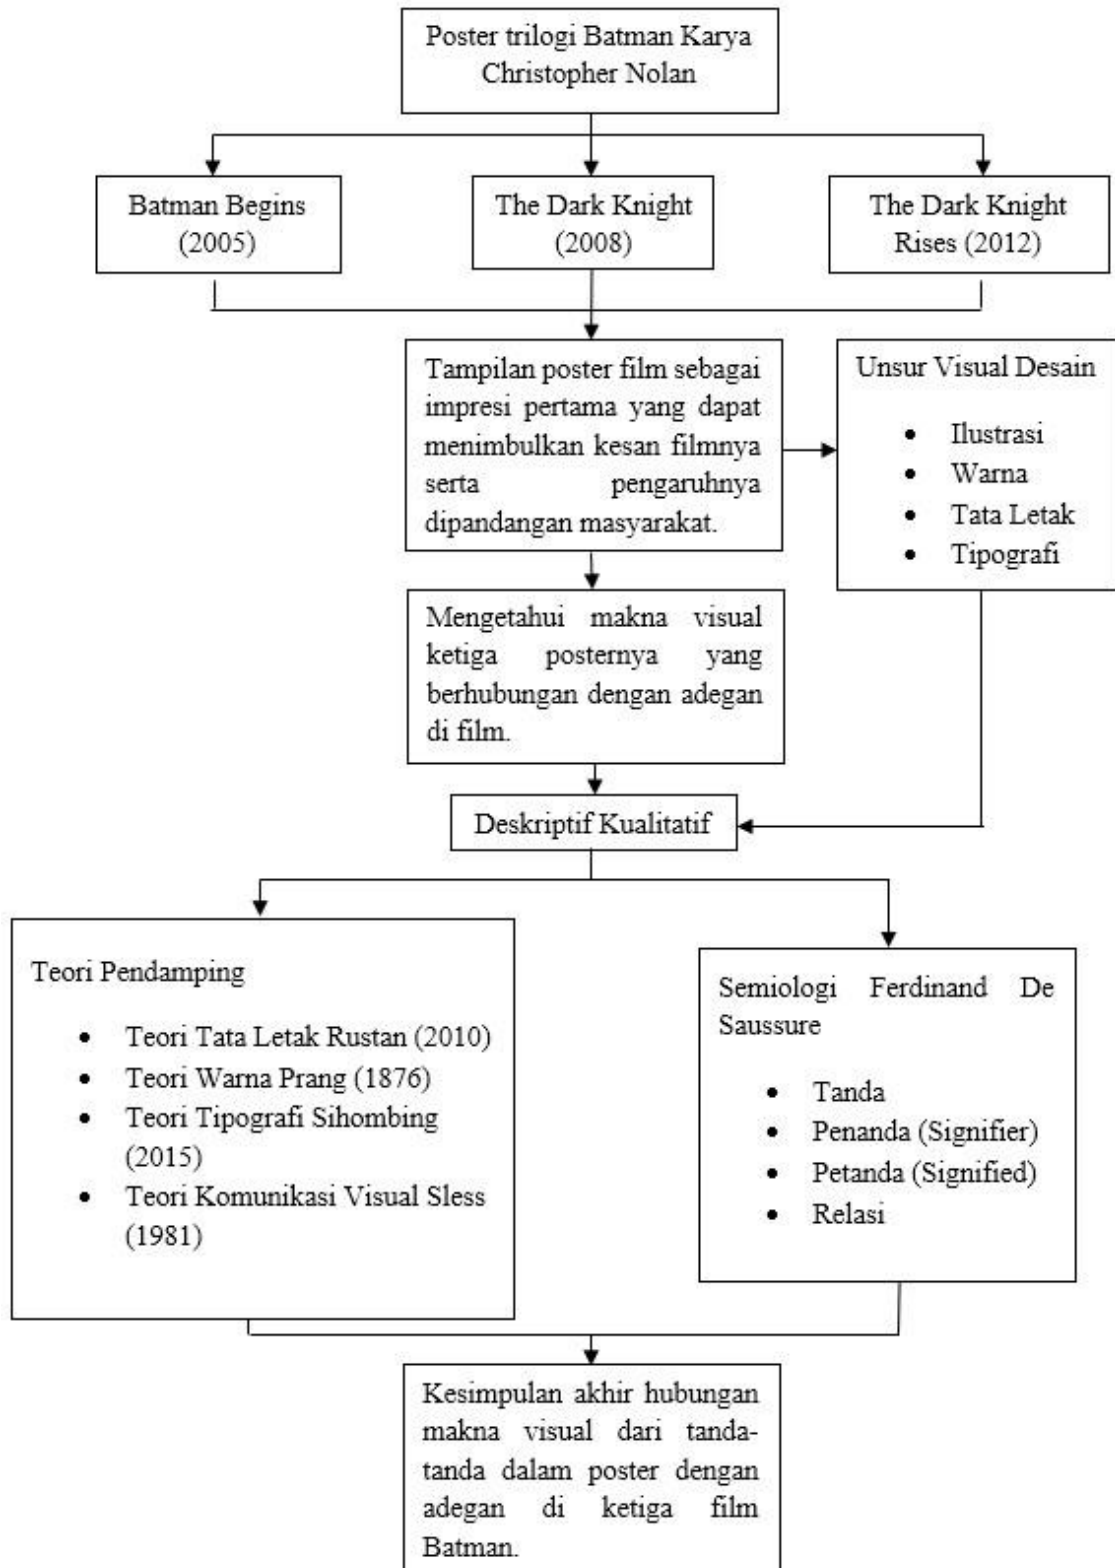 Poster trilogi Batman Karya
Christopher Nolan
Batman Begins
(2005)
The Dark Knight
(2008)
The Dark Knight
Rises (2012)
Tampilan poster film sebagai
impresi pertama yang dapat
menimbulkan kesan filmnya
serta pengaruhnya
dipandangan masyarakat.
Unsur Visual Desain
• Ilustrasi
• Warna
• Tata Letak
• Tipografi
Mengetahui makna visual
ketiga posternya yang
berhubungan dengan adegan
di film.
Deskriptif Kualitatif
Teori Pendamping
• Teori Tata Letak Rustan (2010)
• Teori Warna Prang (1876)
• Teori Tipografi Sihombing
(2015)
• Teori Komunikasi Visual Sless
(1981)
Semiologi Ferdinand De
Saussure
• Tanda
• Penanda (Signifier)
• Petanda (Signified)
• Relasi
Kesimpulan akhir hubungan
makna visual dari tanda-
tanda dalam poster dengan
adegan di ketiga film
Batman.